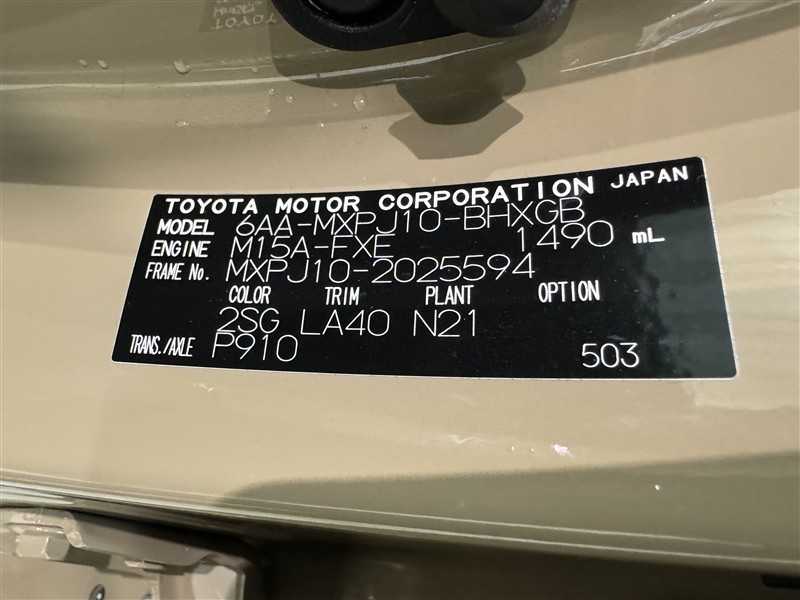 TOYOTA MOTOR CORPORATION JAPAN
MODEL 6AA-MXPJ10-BHXGB
ENGINE M15A-FXE 1490 mL
FRAME No. MXPJ10-2025594
COLOR TRIM PLANT OPTION
2SG LA40 N21
TRANS./AXLE P910 503